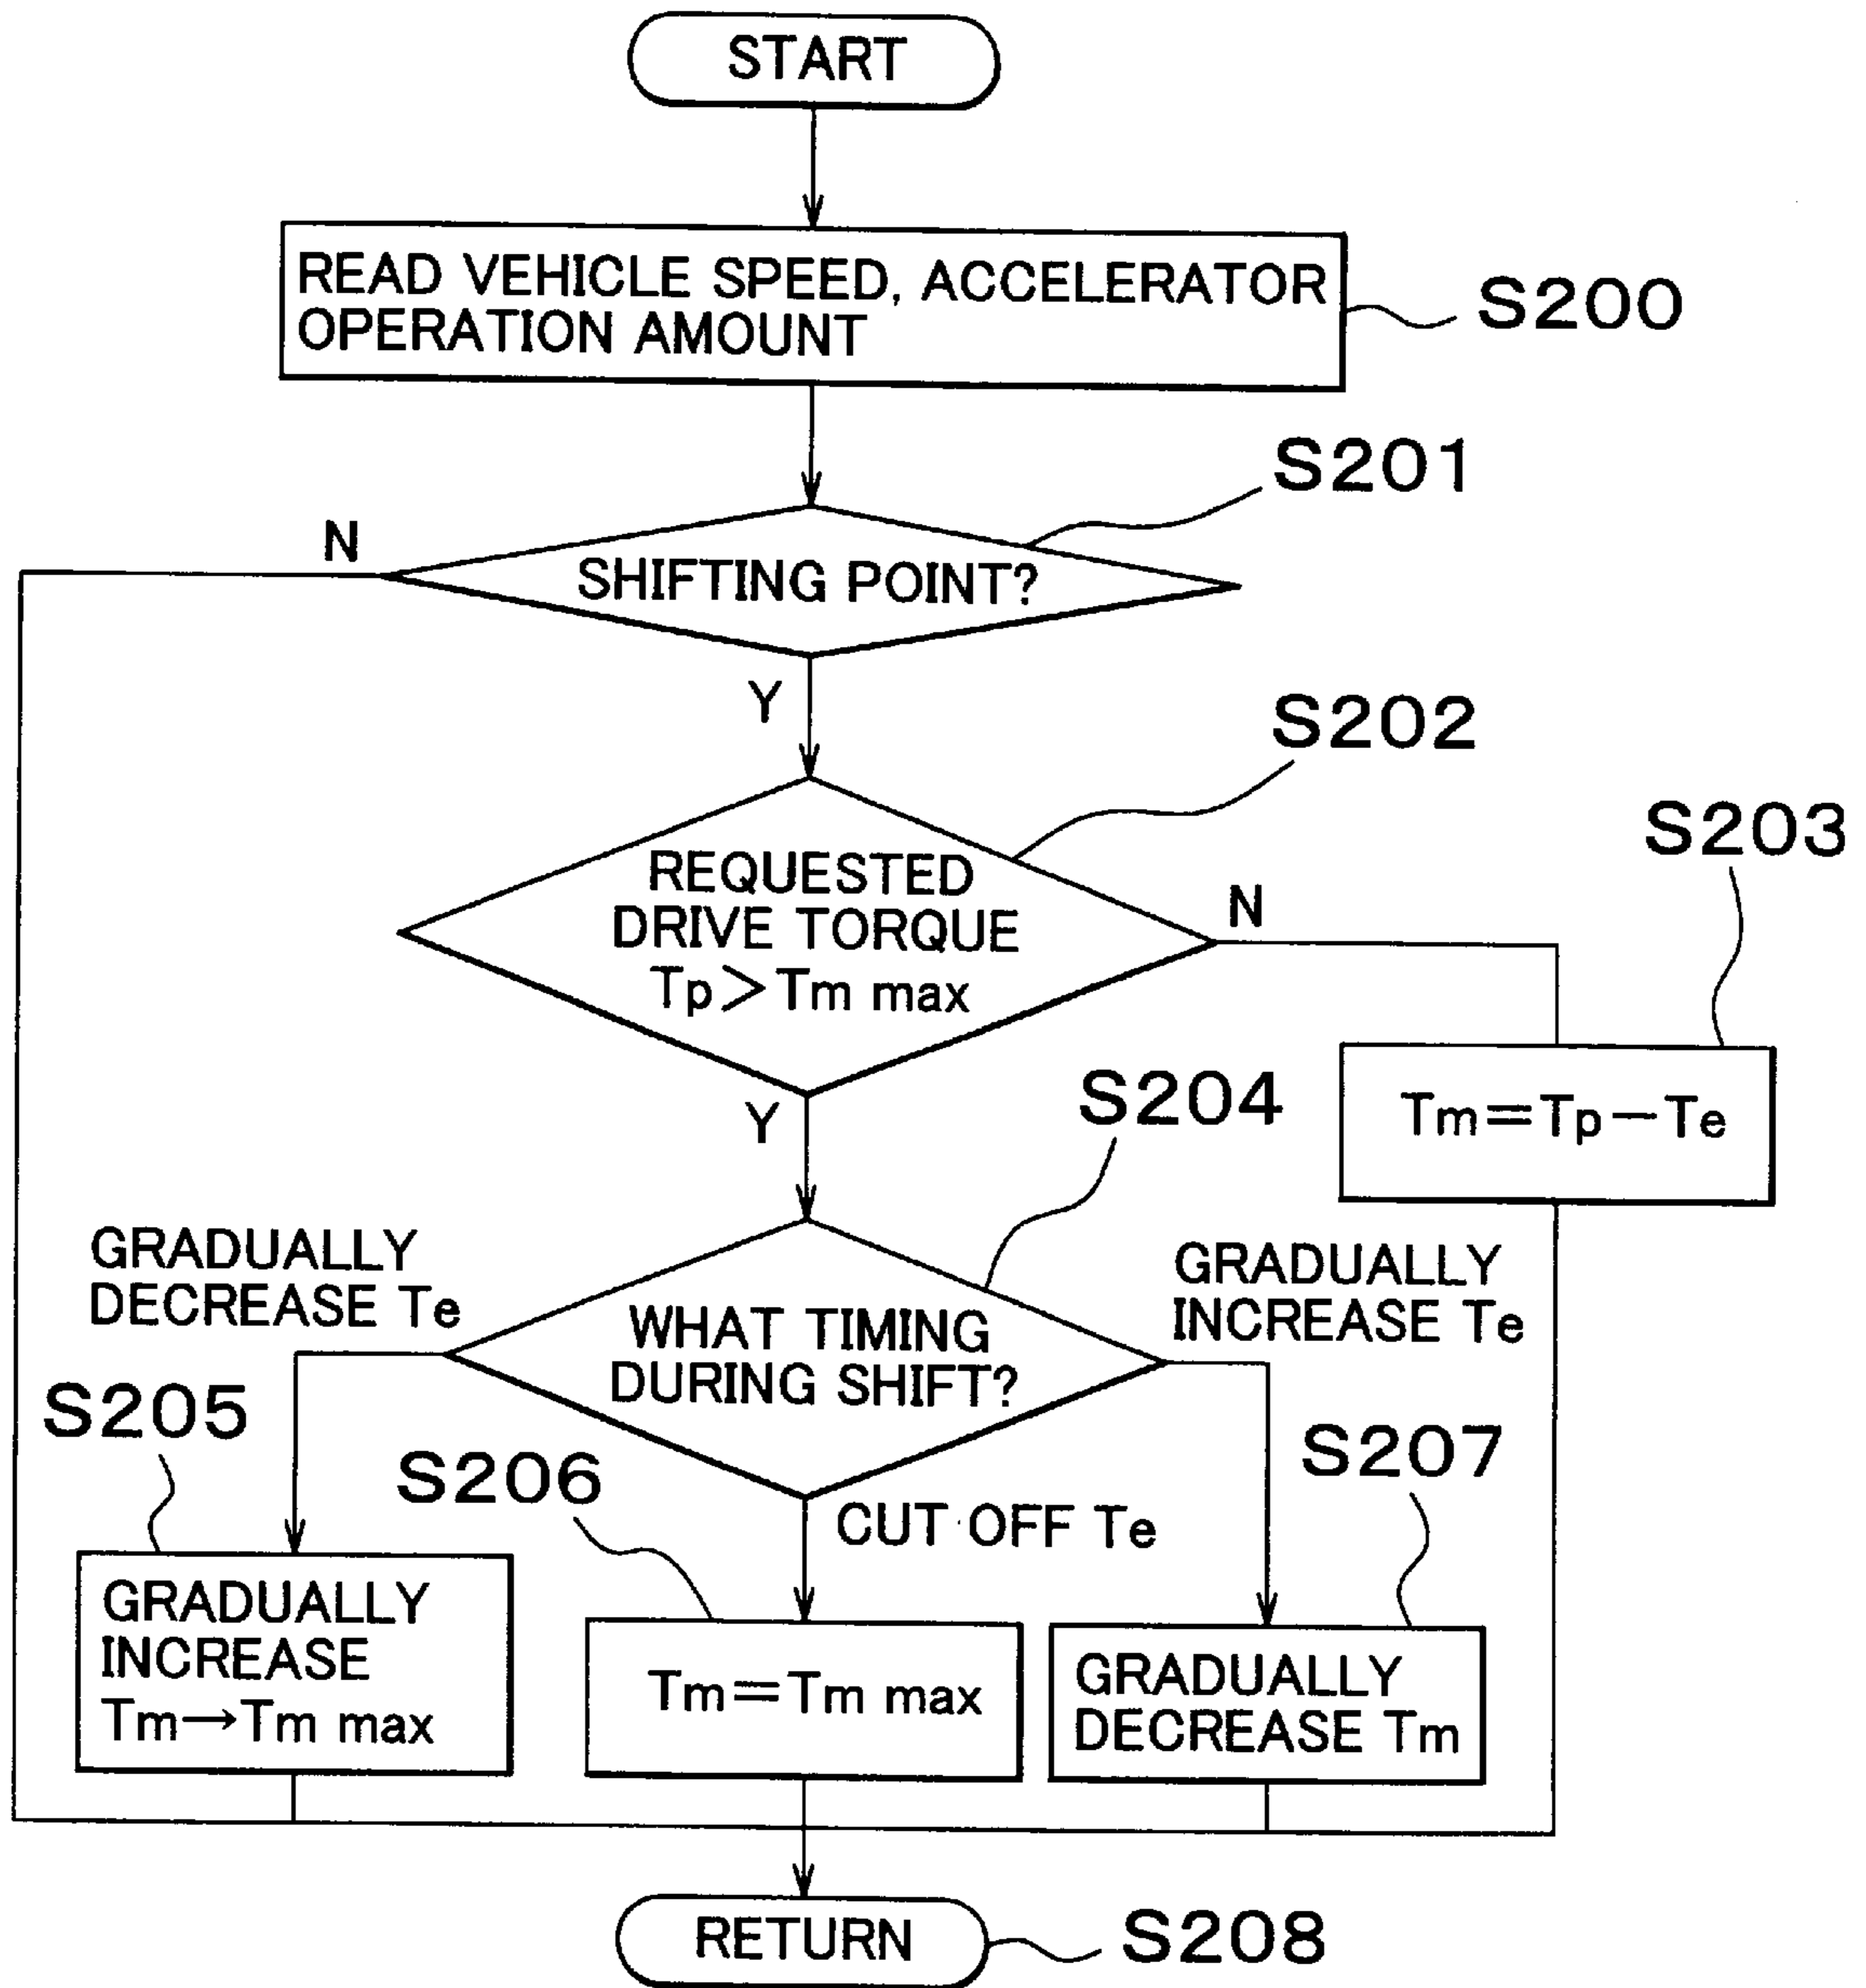 START
READ VEHICLE SPEED, ACCELERATOR
OPERATION AMOUNT
S200
S201
N
SHIFTING POINT?
Y
S202
S203
REQUESTED
DRIVE TORQUE
Tp＞Tm max
N
Tm＝Tp－Te
Y
S204
GRADUALLY
DECREASE Te
GRADUALLY
INCREASE Te
WHAT TIMING
DURING SHIFT?
S205
S206
S207
CUT OFF Te
GRADUALLY
INCREASE
Tm→Tm max
Tm＝Tm max
GRADUALLY
DECREASE Tm
RETURN
S208